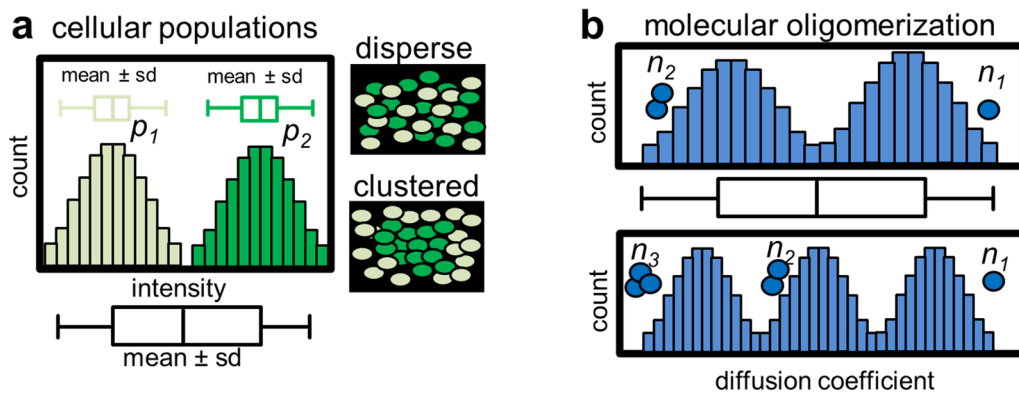 a cellular populations
mean ± sd
mean ± sd
p1
p2
count
intensity
mean ± sd
disperse
clustered
b molecular oligomerization
n2
n1
count
n3
n2
n1
count
diffusion coefficient